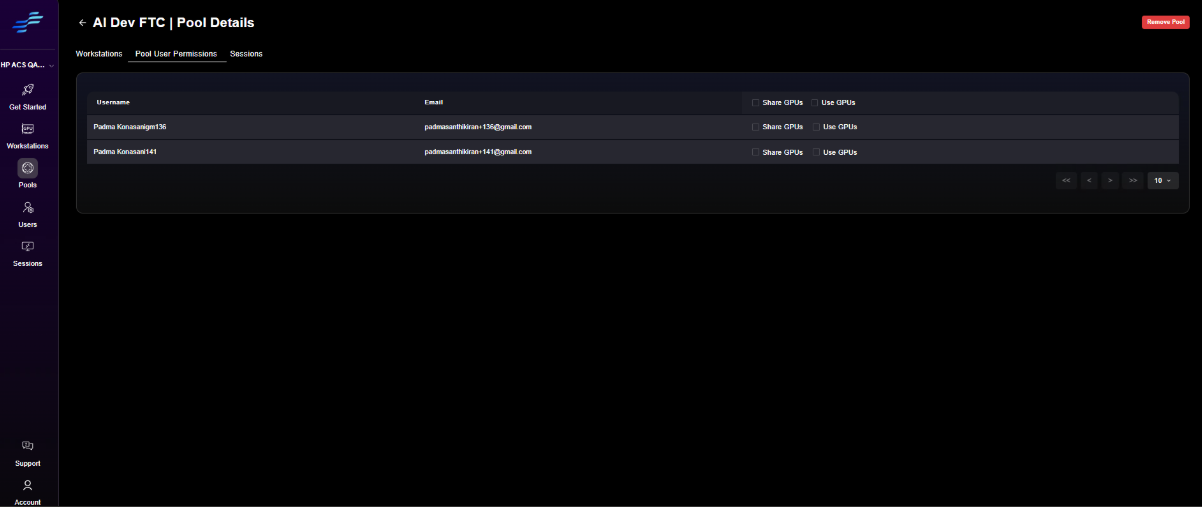 AI Dev FTC | Pool Details
Remove Pool
HP ACS QA...
Get Started
Workstations
Pools
Users
Sessions
Support
Account
Workstations Pool User Permissions Sessions
Username Email Share GPUs Use GPUs
Padma Konasanigm136 padmasanthikiran+136@gmail.com Share GPUs Use GPUs
Padma Konasani141 padmasanthikiran+141@gmail.com Share GPUs Use GPUs
<< < > >> 10